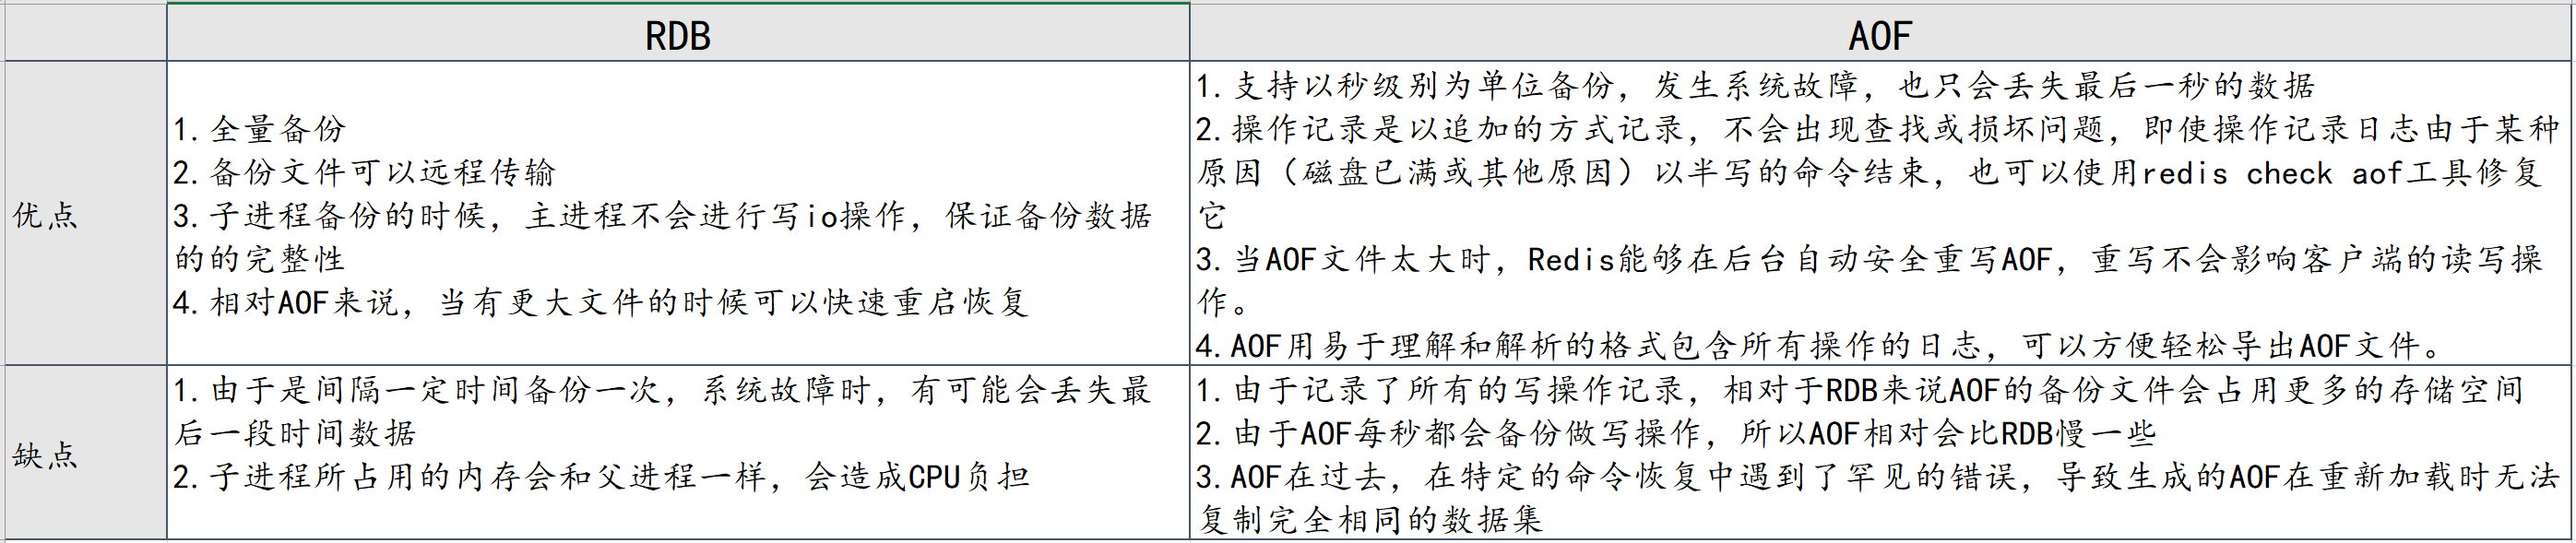 RDB
AOF
优点
1.全量备份
2.备份文件可以远程传输
3.子进程备份的时候，主进程不会进行写io操作，保证备份数据
的的完整性
4.相对AOF来说，当有更大文件的时候可以快速重启恢复
1.支持以秒级别为单位备份，发生系统故障，也只会丢失最后一秒的数据
2.操作记录是以追加的方式记录，不会出现查找或损坏问题，即使操作记录日志由于某种
原因（磁盘已满或其他原因）以半写的命令结束，也可以使用redis check aof工具修复
它
3.当AOF文件太大时，Redis能够在后台自动安全重写AOF，重写不会影响客户端的读写操
作。
4.AOF用易于理解和解析的格式包含所有操作的日志，可以方便轻松导出AOF文件。
缺点
1.由于是间隔一定时间备份一次，系统故障时，有可能会丢失最
后一段时间数据
2.子进程所占用的内存会和父进程一样，会造成CPU负担
1.由于记录了所有的写操作记录，相对于RDB来说AOF的备份文件会占用更多的存储空间
2.由于AOF每秒都会备份做写操作，所以AOF相对会比RDB慢一些
3.AOF在过去，在特定的命令恢复中遇到了罕见的错误，导致生成的AOF在重新加载时无法
复制完全相同的数据集